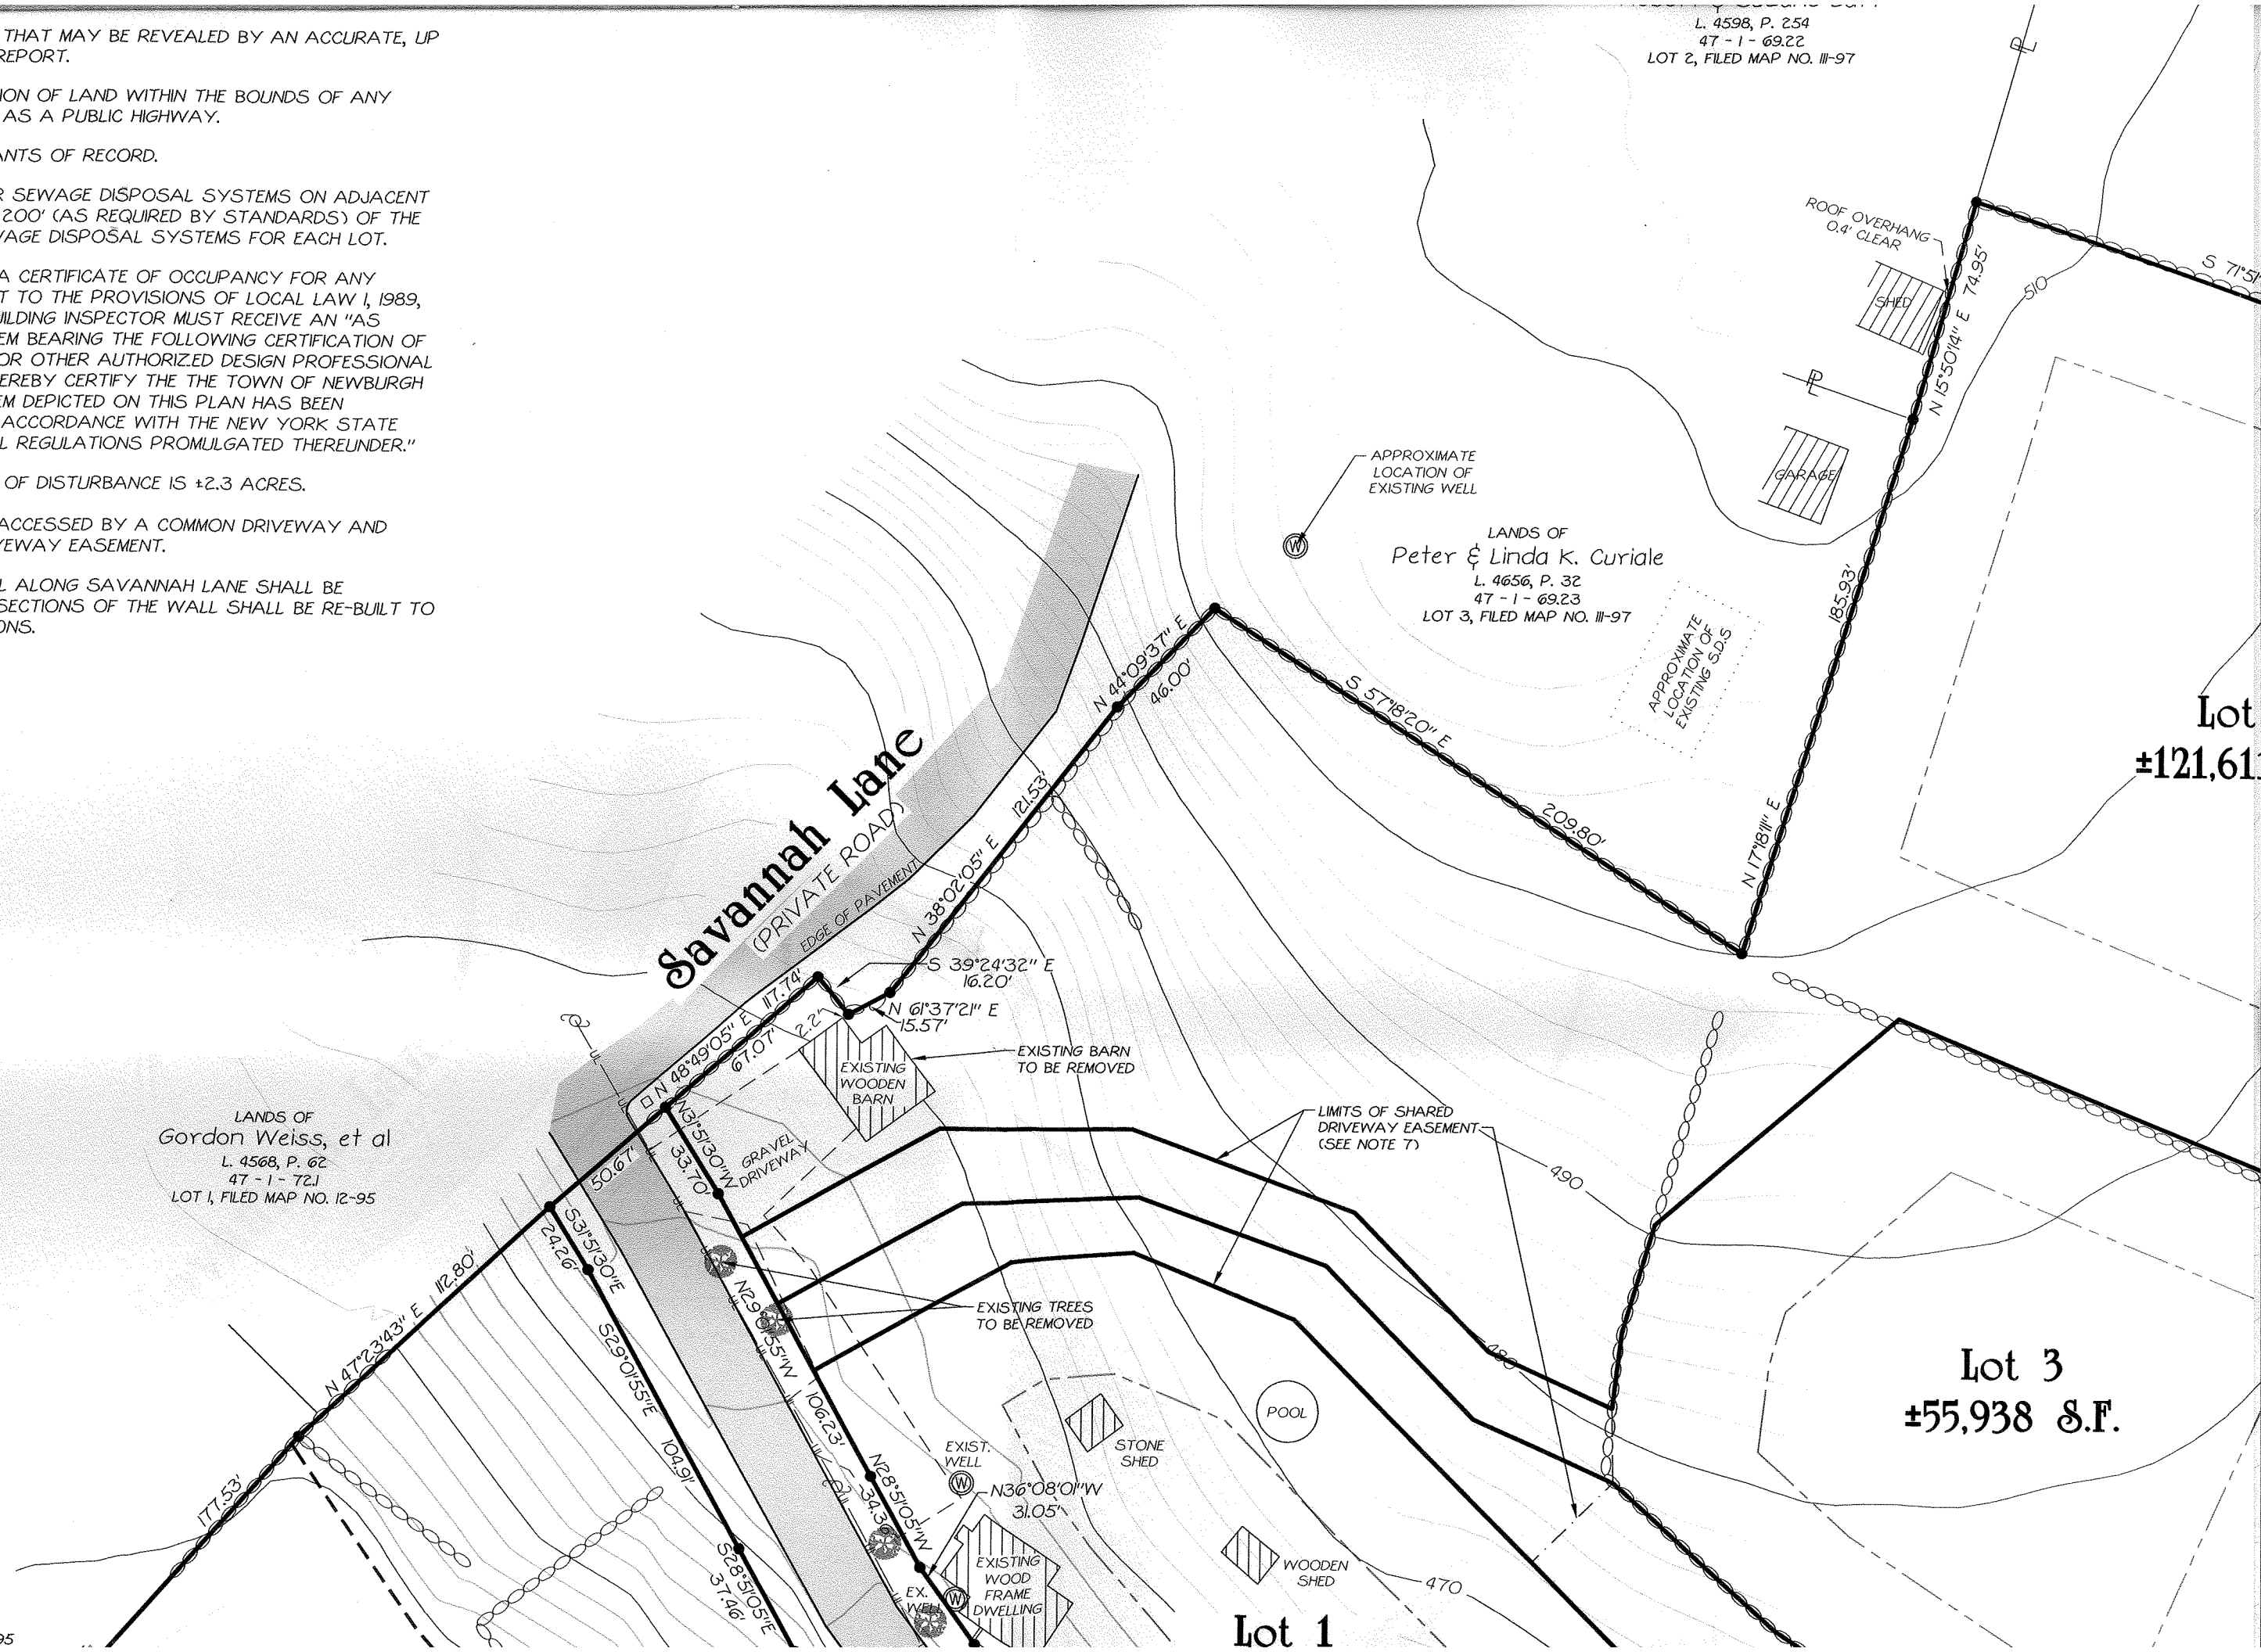 THAT MAY BE REVEALED BY AN ACCURATE, UP
REPORT.
ION OF LAND WITHIN THE BOUNDS OF ANY
AS A PUBLIC HIGHWAY.
ANTS OF RECORD.
R SEWAGE DISPOSAL SYSTEMS ON ADJACENT
200' (AS REQUIRED BY STANDARDS) OF THE
WAGE DISPOSAL SYSTEMS FOR EACH LOT.
A CERTIFICATE OF OCCUPANCY FOR ANY
T TO THE PROVISIONS OF LOCAL LAW 1, 1989,
UILDING INSPECTOR MUST RECEIVE AN "AS
EM BEARING THE FOLLOWING CERTIFICATION OF
OR OTHER AUTHORIZED DESIGN PROFESSIONAL
EREBY CERTIFY THE THE TOWN OF NEWBURGH
EM DEPICTED ON THIS PLAN HAS BEEN
ACCORDANCE WITH THE NEW YORK STATE
L REGULATIONS PROMULGATED THEREUNDER."
OF DISTURBANCE IS ±2.3 ACRES.
ACCESSED BY A COMMON DRIVEWAY AND
VEWAY EASEMENT.
L ALONG SAVANNAH LANE SHALL BE
SECTIONS OF THE WALL SHALL BE RE-BUILT TO
ONS.
L. 4598, P. 254
47 - 1 - 69.22
LOT 2, FILED MAP NO. 111-97
PL
ROOF OVERHANG
0.4' CLEAR
SHED
N 15°50'14" E 74.95'
S 71°51'
510
PL
GARAGE
APPROXIMATE
LOCATION OF
EXISTING WELL
W
LANDS OF
Peter & Linda K. Curiale
L. 4656, P. 32
47 - 1 - 69.23
LOT 3, FILED MAP NO. 111-97
APPROXIMATE
LOCATION OF
EXISTING S.D.S
N 17°18'11" E 185.93'
Lot
±121,61
N 44°09'37" E
46.00'
S 57°18'20" E 209.80'
Savannah Lane
(PRIVATE ROAD)
EDGE OF PAVEMENT
N 38°02'05" E 121.53'
S 39°24'32" E
16.20'
N 61°37'21" E
15.57'
N 48°49'05" E 117.74'
67.07'
2.2'
EXISTING
WOODEN
BARN
EXISTING BARN
TO BE REMOVED
LANDS OF
Gordon Weiss, et al
L. 4568, P. 62
47 - 1 - 72.1
LOT 1, FILED MAP NO. 12-95
50.67'
N31°51'30"W
33.70'
GRAVEL
DRIVEWAY
LIMITS OF SHARED
DRIVEWAY EASEMENT
(SEE NOTE 7)
490
S31°51'30"E
24.26'
N 47°23'43" E 112.80'
177.53'
S29°01'55"E 104.91'
N29°01'55"W 106.23'
EXISTING TREES
TO BE REMOVED
480
Lot 3
±55,938 S.F.
POOL
STONE
SHED
EXIST.
WELL
W
N28°51'05"W
34.36'
N36°08'01"W
31.05'
S28°51'05"E
37.46'
EX.
WELL
W
EXISTING
WOOD
FRAME
DWELLING
WOODEN
SHED
470
Lot 1
95